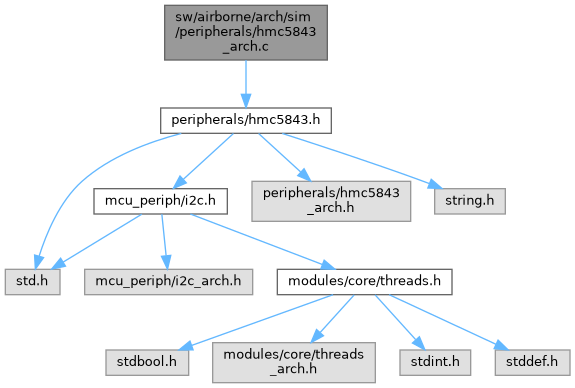 sw/airborne/arch/sim
/peripherals/hmc5843
_arch.c
peripherals/hmc5843.h
mcu_periph/i2c.h
peripherals/hmc5843
_arch.h
string.h
std.h
mcu_periph/i2c_arch.h
modules/core/threads.h
stdbool.h
modules/core/threads
_arch.h
stdint.h
stddef.h